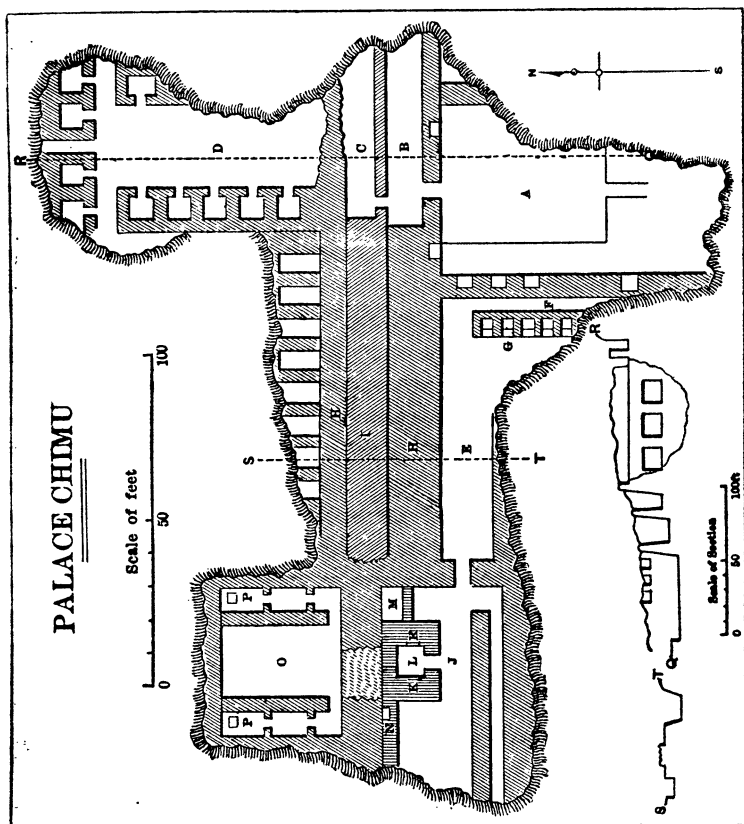 PALACE CHIMU
Scale of feet
0 50 100
R
D
C
B
A
N
S
S
H
I
H
E
T
F
G
R
P
O
P
M
K
L
K
N
J
Scale of Section
0 50 100ft
S
T
Q